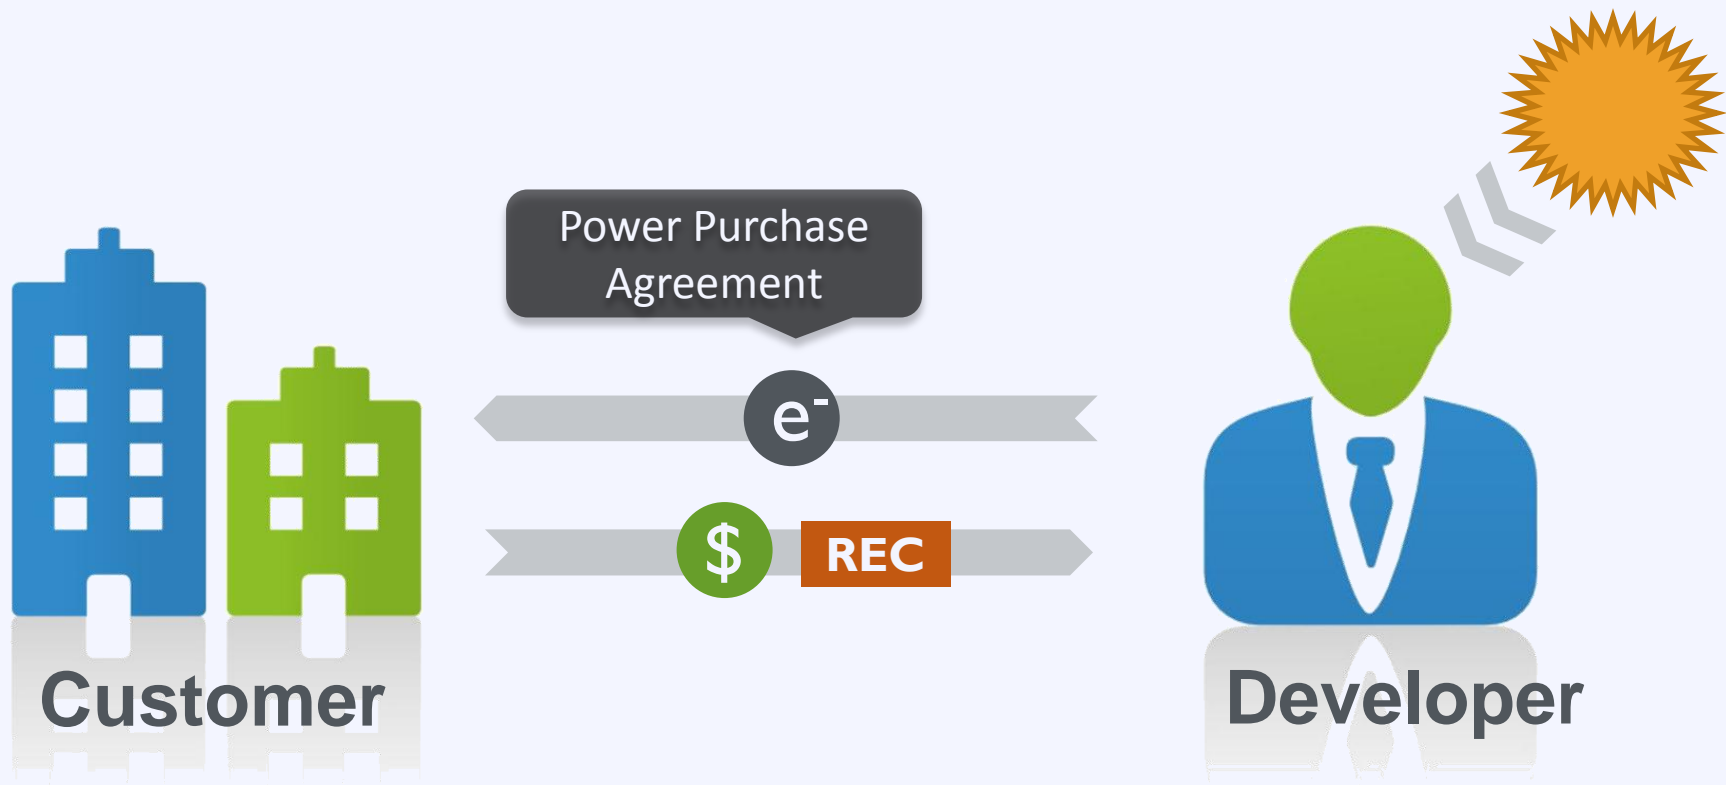 Power Purchase
Agreement
e-
$ REC
Customer
Developer